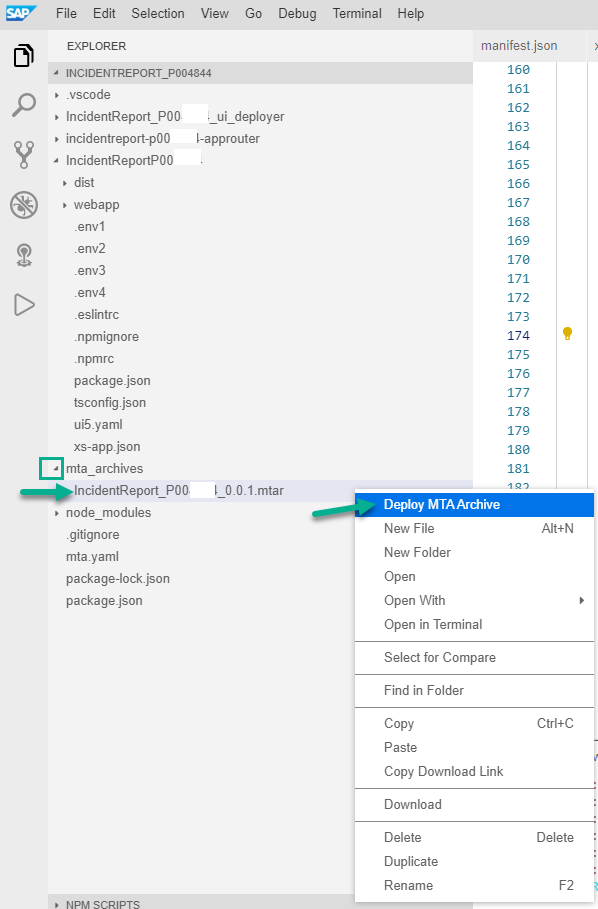 SAP File Edit Selection View Go Debug Terminal Help
EXPLORER
manifest.json
INCIDENTREPORT_P004844
.vscode
IncidentReport_P00 _ui_deployer
incidentreport-p00 -approuter
IncidentReportP00
dist
webapp
.env1
.env2
.env3
.env4
.eslintrc
.npmignore
.npmrc
package.json
tsconfig.json
ui5.yaml
xs-app.json
mta_archives
IncidentReport_P00 _0.0.1.mtar
node_modules
.gitignore
mta.yaml
package-lock.json
package.json
NPM SCRIPTS
160
161
162
163
164
165
166
167
168
169
170
171
172
173
174
175
176
177
178
179
180
181
182
Deploy MTA Archive
New File Alt+N
New Folder
Open
Open With
Open in Terminal
Select for Compare
Find in Folder
Copy Ctrl+C
Paste
Copy Download Link
Download
Delete Delete
Duplicate
Rename F2